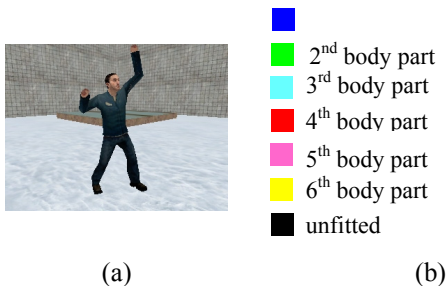 2nd body part
3rd body part
4th body part
5th body part
6th body part
unfitted
(a) (b)